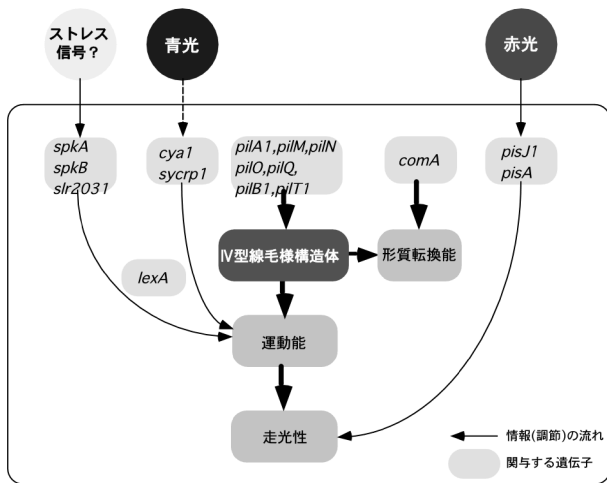 ストレス
信号？
青光
赤光
spkA
spkB
slr2031
cya1
sycrp1
pilA1,pilM,pilN
pilO,pilQ,
pilB1,pilT1
comA
pisJ1
pisA
lexA
Ⅳ型線毛様構造体
形質転換能
運動能
走光性
情報(調節)の流れ
関与する遺伝子